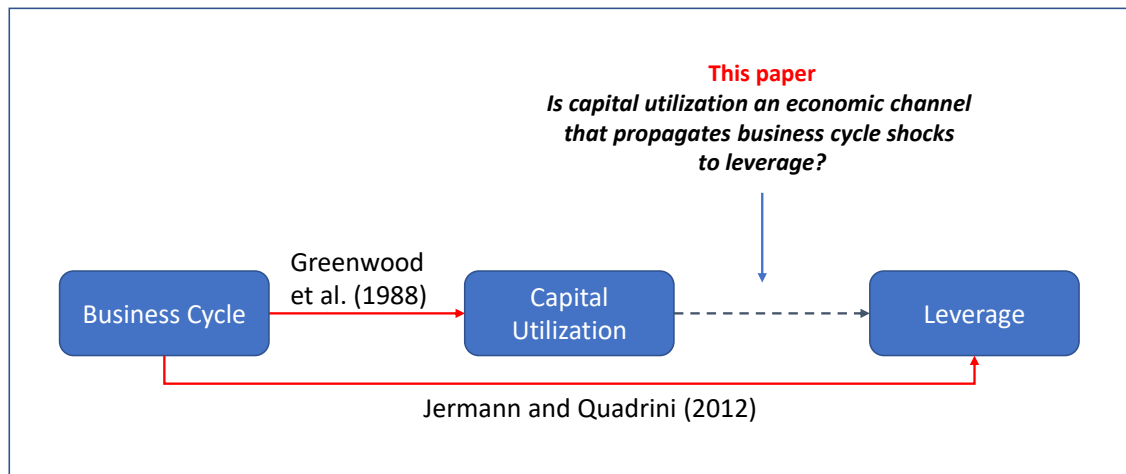 This paper
Is capital utilization an economic channel
that propagates business cycle shocks
to leverage?
Greenwood
et al. (1988)
Business Cycle
Capital
Utilization
Leverage
Jermann and Quadrini (2012)